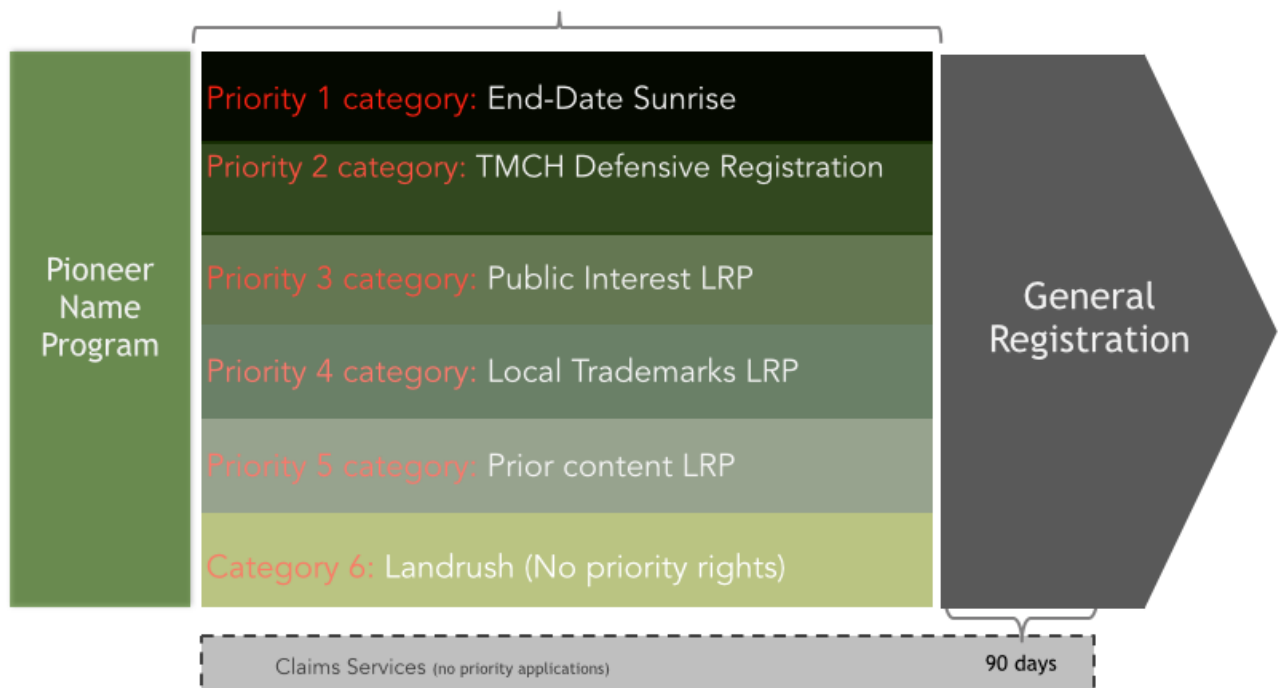 Pioneer
Name
Program
Priority 1 category: End-Date Sunrise
Priority 2 category: TMCH Defensive Registration
Priority 3 category: Public Interest LRP
Priority 4 category: Local Trademarks LRP
Priority 5 category: Prior content LRP
Category 6: Landrush (No priority rights)
General
Registration
Claims Services (no priority applications)
90 days